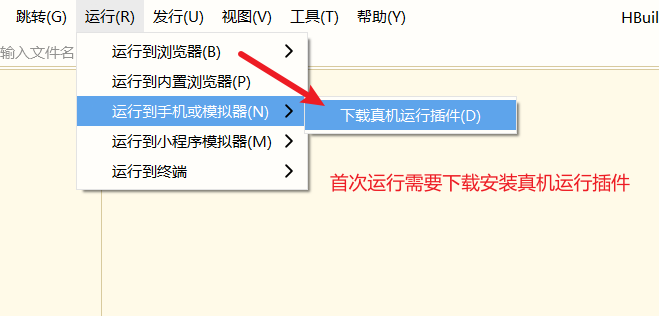 跳转(G) 运行(R) 发行(U) 视图(V) 工具(T) 帮助(Y) HBuil
输入文件名
运行到浏览器(B)
运行到内置浏览器(P)
运行到手机或模拟器(N)
下载真机运行插件(D)
运行到小程序模拟器(M)
运行到终端
首次运行需要下载安装真机运行插件